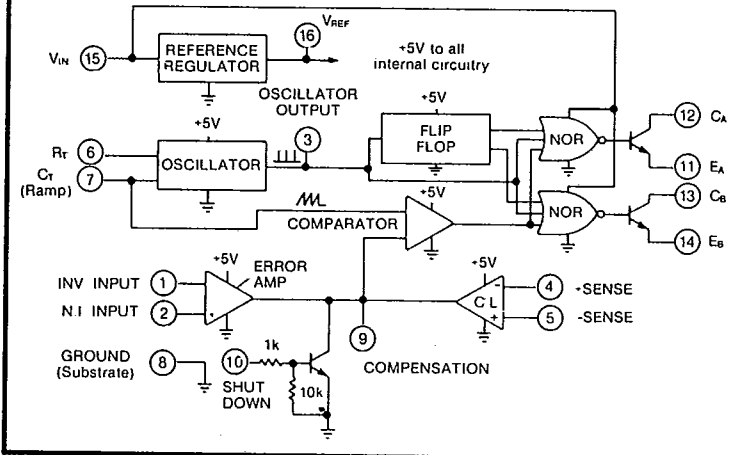 VREF
16
VIN 15
REFERENCE
REGULATOR
+5V to all
internal circuitry
OSCILLATOR
OUTPUT
+5V
+5V
3
12 CA
RT 6
OSCILLATOR
FLIP
FLOP
NOR
CT 7
(Ramp)
11 EA
+5V
13 CB
COMPARATOR
NOR
14 EB
+5V
ERROR
AMP
+5V
INV INPUT 1
- 4 +SENSE
CL
N.I INPUT 2
+
+ 5 -SENSE
9
1k
GROUND 8
(Substrate)
10
COMPENSATION
SHUT
DOWN
10k